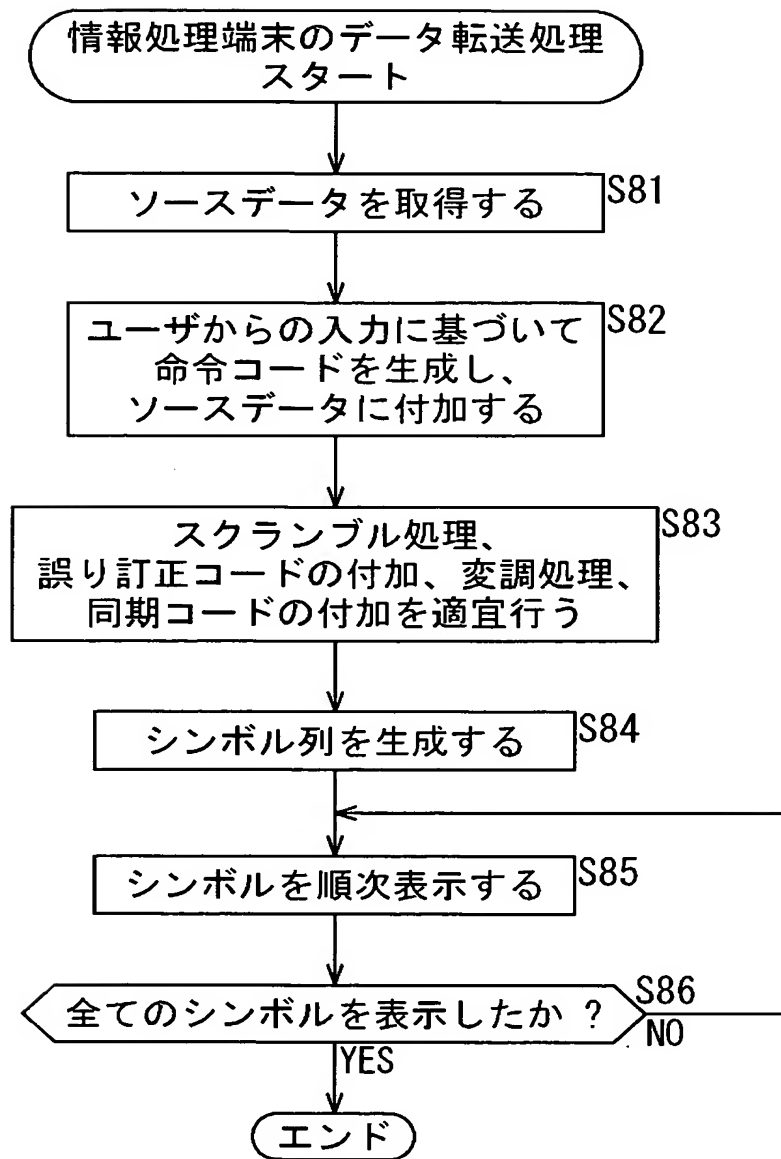 情報処理端末のデータ転送処理
スタート
ソースデータを取得する
S81
ユーザからの入力に基づいて
命令コードを生成し、
ソースデータに付加する
S82
スクランブル処理、
誤り訂正コードの付加、変調処理、
同期コードの付加を適宜行う
S83
シンボル列を生成する
S84
シンボルを順次表示する
S85
全てのシンボルを表示したか ?
S86
NO
YES
エンド